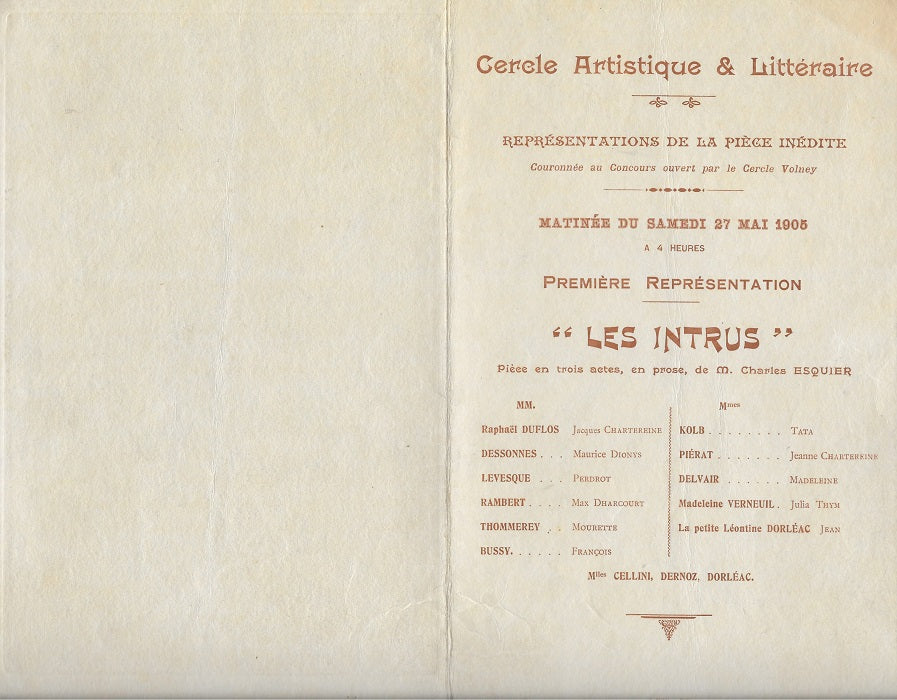 Cercle Artistique & Littéraire
REPRÉSENTATIONS DE LA PIÈCE INÉDITE
Couronnée au Concours ouvert par le Cercle Volney
MATINÉE DU SAMEDI 27 MAI 1905
A 4 HEURES
PREMIÈRE REPRÉSENTATION
“ LES INTRUS ”
Pièce en trois actes, en prose, de M. Charles ESQUIER
MM.
Raphaël DUFLOS Jacques CHARTEREINE
DESSONNES . . . Maurice DIONYS
LEVESQUE . . . PERDROT
RAMBERT . . . . Max DHARCOURT
THOMMEREY . . MOURETTE
BUSSY. . . . . . FRANÇOIS
Mmes
KOLB . . . . . . . . TATA
PIÉRAT . . . . . . . Jeanne CHARTEREINE
DELVAIR . . . . . . MADELEINE
Madeleine VERNEUIL . Julia THYM
La petite Léontine DORLÉAC JEAN
Mlles CELLINI, DERNOZ, DORLÉAC.